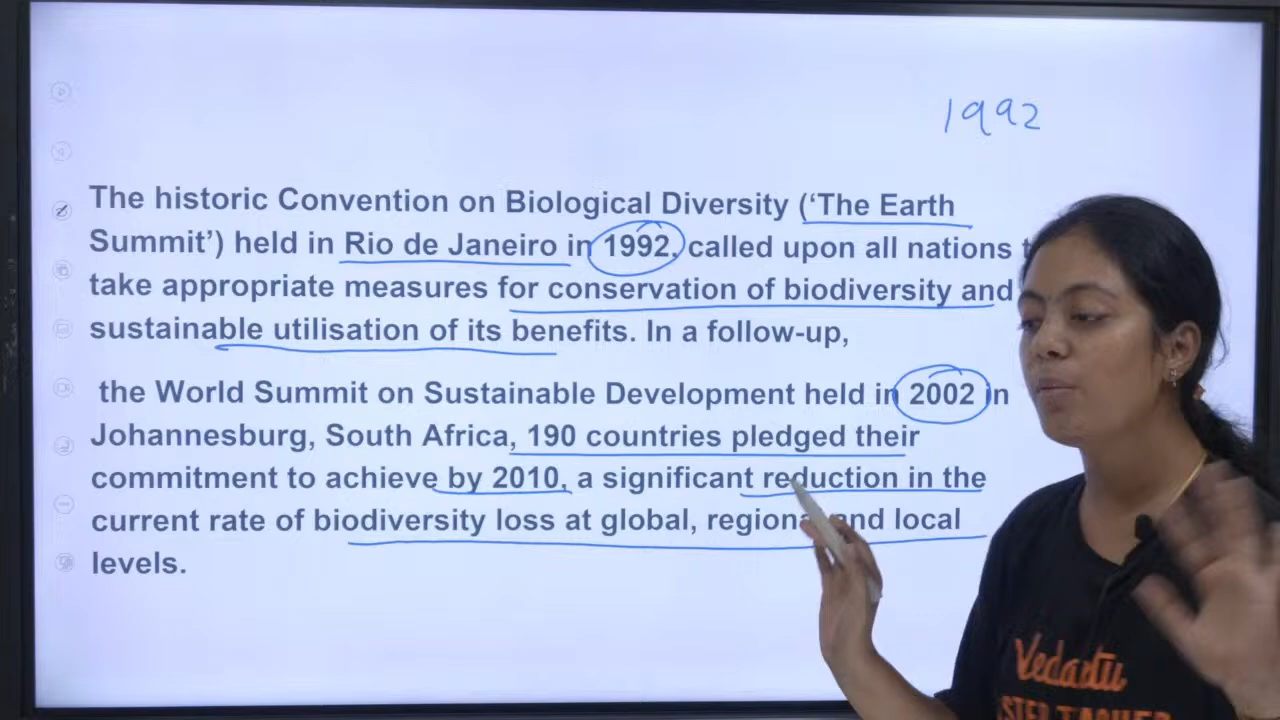 1992
The historic Convention on Biological Diversity (‘The Earth
Summit’) held in Rio de Janeiro in 1992, called upon all nations
take appropriate measures for conservation of biodiversity and
sustainable utilisation of its benefits. In a follow-up,
the World Summit on Sustainable Development held in 2002 in
Johannesburg, South Africa, 190 countries pledged their
commitment to achieve by 2010, a significant reduction in the
current rate of biodiversity loss at global, regional and local
levels.
Vedantu